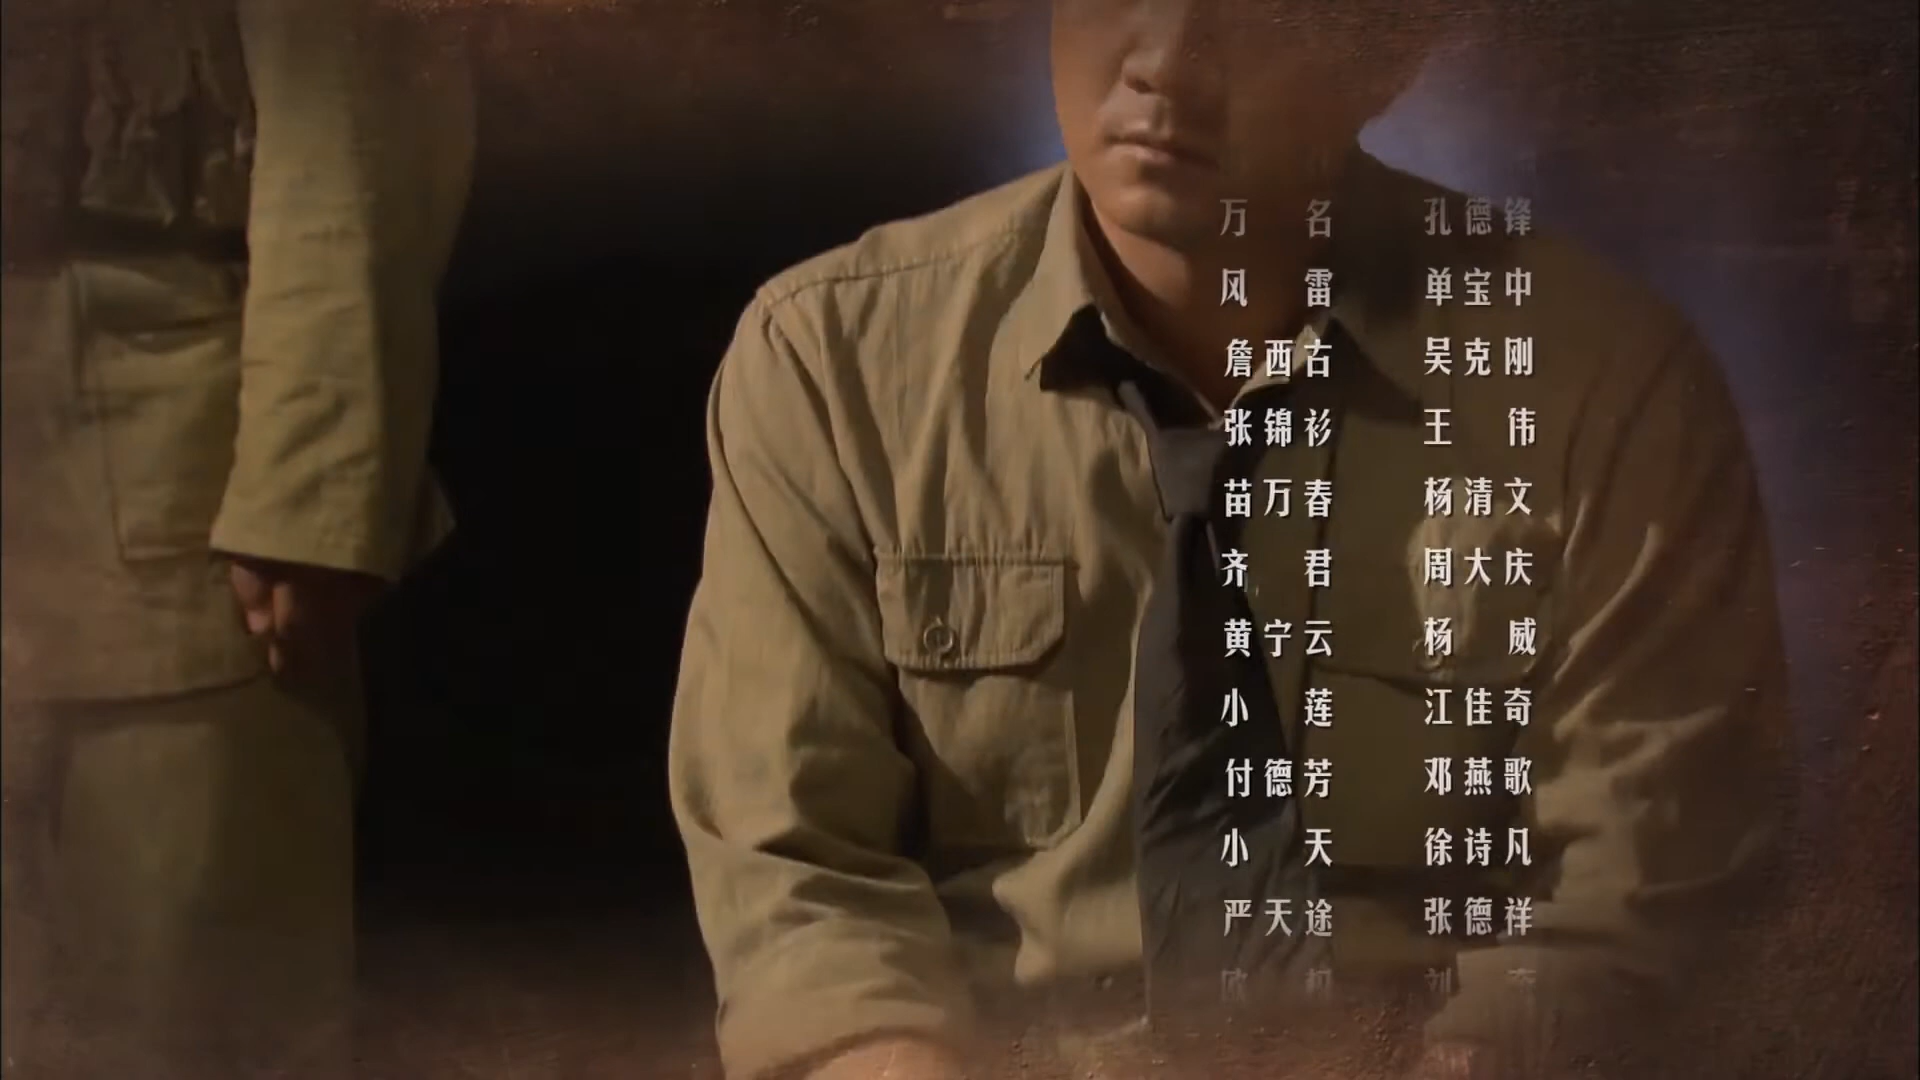 万名 孔德锋
风雷 单宝中
詹西古 吴克刚
张锦衫 王伟
苗万春 杨清文
齐君 周大庆
黄宁云 杨威
小莲 江佳奇
付德芳 邓燕歌
小天 徐诗凡
严天途 张德祥